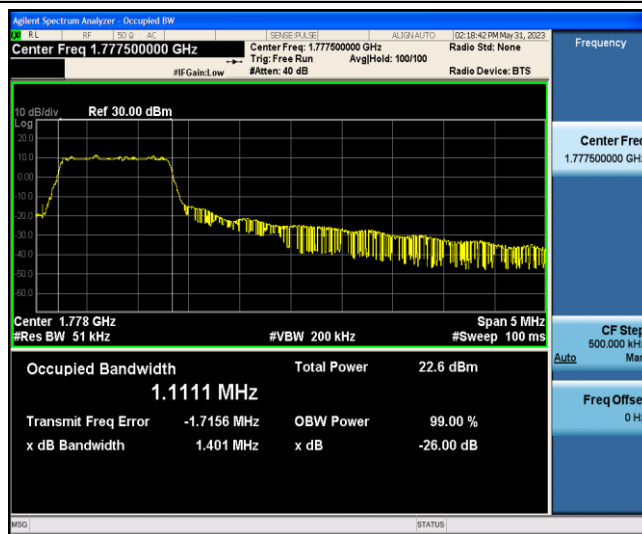 Agilent Spectrum Analyzer - Occupied BW
RL RF 50 Ω AC SENSE:PULSE ALIGN AUTO 02:18:42 PM May 31, 2023
Center Freq 1.777500000 GHz Center Freq: 1.777500000 GHz Radio Std: None Frequency
Trig: Free Run Avg|Hold: 100/100
#IFGain:Low #Atten: 40 dB Radio Device: BTS
10 dB/div Ref 30.00 dBm
Log
20.0
10.0
0.00
-10.0
-20.0
-30.0
-40.0
-50.0
-60.0
Center Freq
1.777500000 GHz
Center 1.778 GHz Span 5 MHz
#Res BW 51 kHz #VBW 200 kHz #Sweep 100 ms
CF Step
500.000 kHz
Auto Man
Occupied Bandwidth Total Power 22.6 dBm
1.1111 MHz
Transmit Freq Error -1.7156 MHz OBW Power 99.00 %
x dB Bandwidth 1.401 MHz x dB -26.00 dB
Freq Offset
0 Hz
MSG STATUS